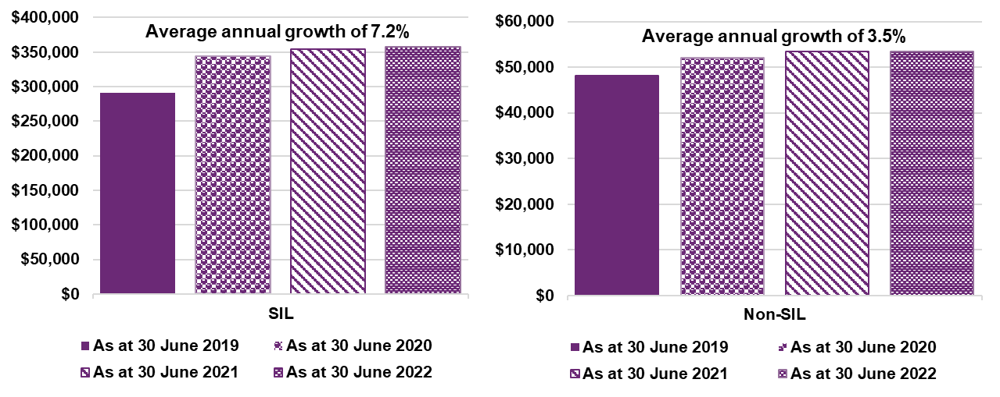 Average annual growth of 7.2%
$400,000
$350,000
$300,000
$250,000
$200,000
$150,000
$100,000
$50,000
$0
SIL
As at 30 June 2019
As at 30 June 2020
As at 30 June 2021
As at 30 June 2022
Average annual growth of 3.5%
$60,000
$50,000
$40,000
$30,000
$20,000
$10,000
$0
Non-SIL
As at 30 June 2019
As at 30 June 2020
As at 30 June 2021
As at 30 June 2022